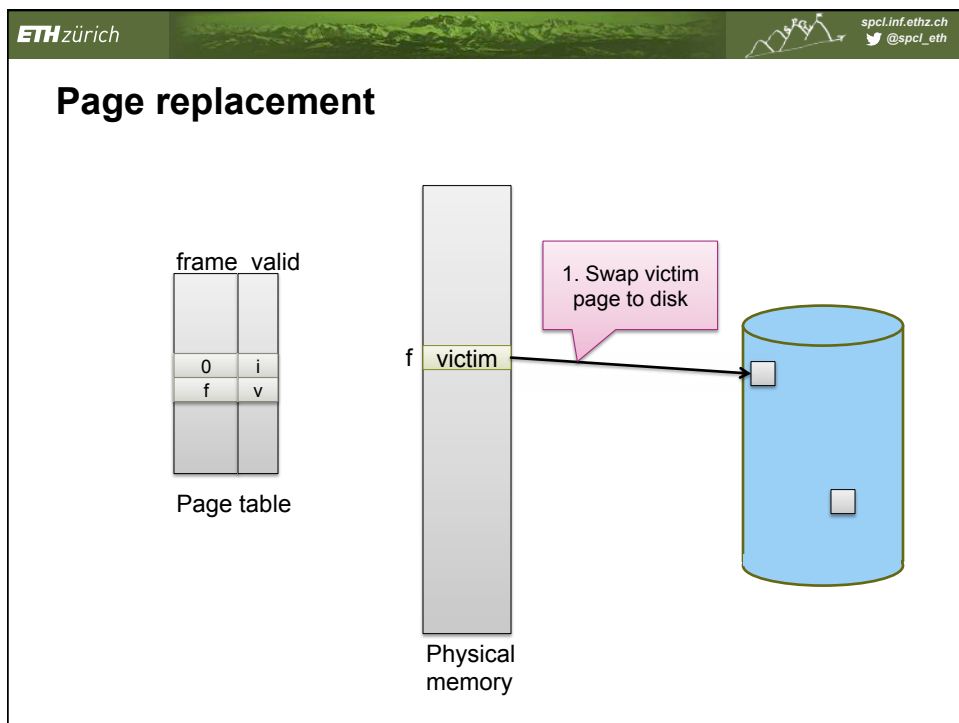 ETH zürich
spcl.inf.ethz.ch
@spcl_eth
Page replacement
frame valid
0 i
f v
Page table
f victim
1. Swap victim
page to disk
Physical
memory